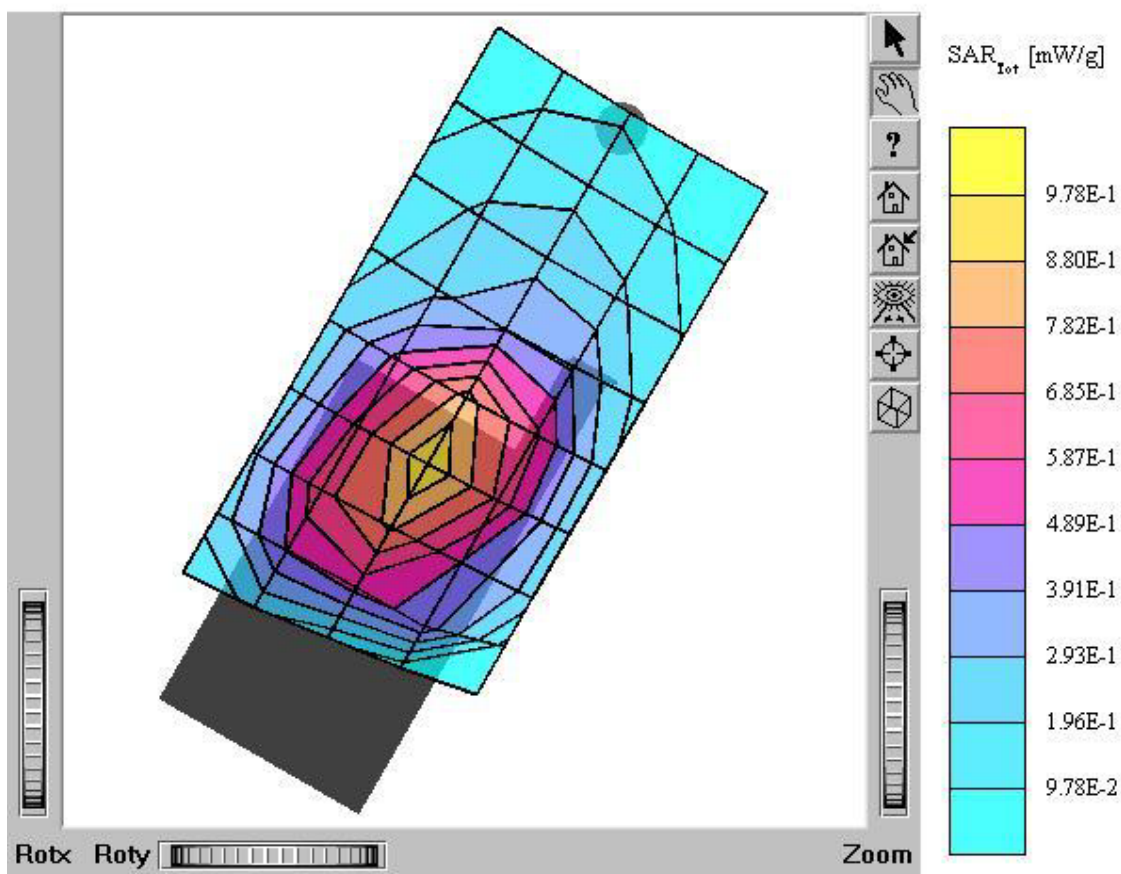 SAR_Tot [mW/g]
9.78E-1
8.80E-1
7.82E-1
6.85E-1
5.87E-1
4.89E-1
3.91E-1
2.93E-1
1.96E-1
9.78E-2
?
Rotx Roty Zoom